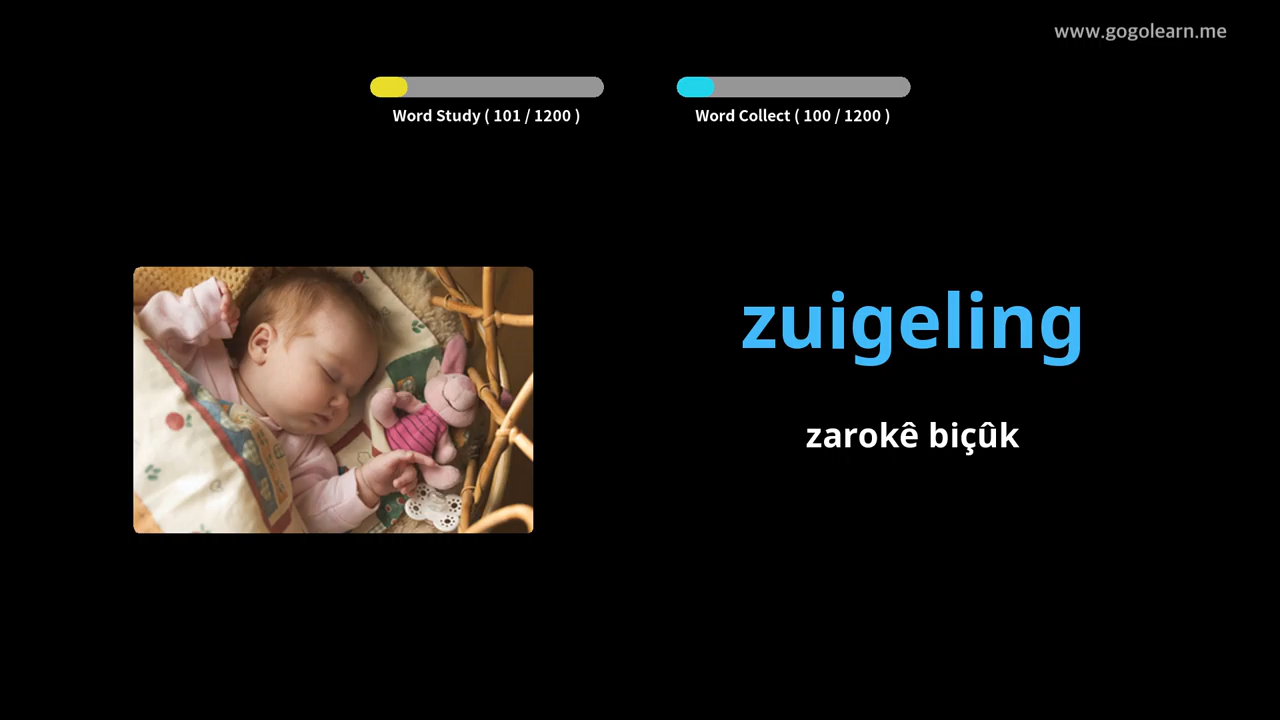 www.gogolearn.me
Word Study ( 101 / 1200 )
Word Collect ( 100 / 1200 )
zuigeling
zarokê biçûk